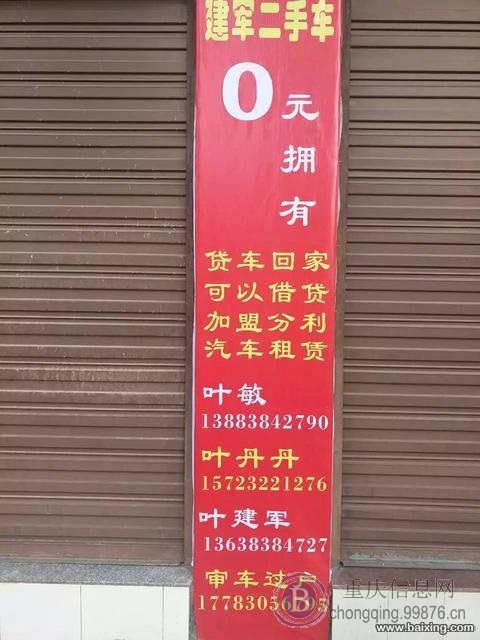 建军二手车
0元拥有
贷车回家
可以借贷
加盟分利
汽车租赁
叶敏
13883842790
叶丹丹
15723221276
叶建军
13638384727
审车过户
重庆信息网
chongqing.99876.cn
www.baixing.com